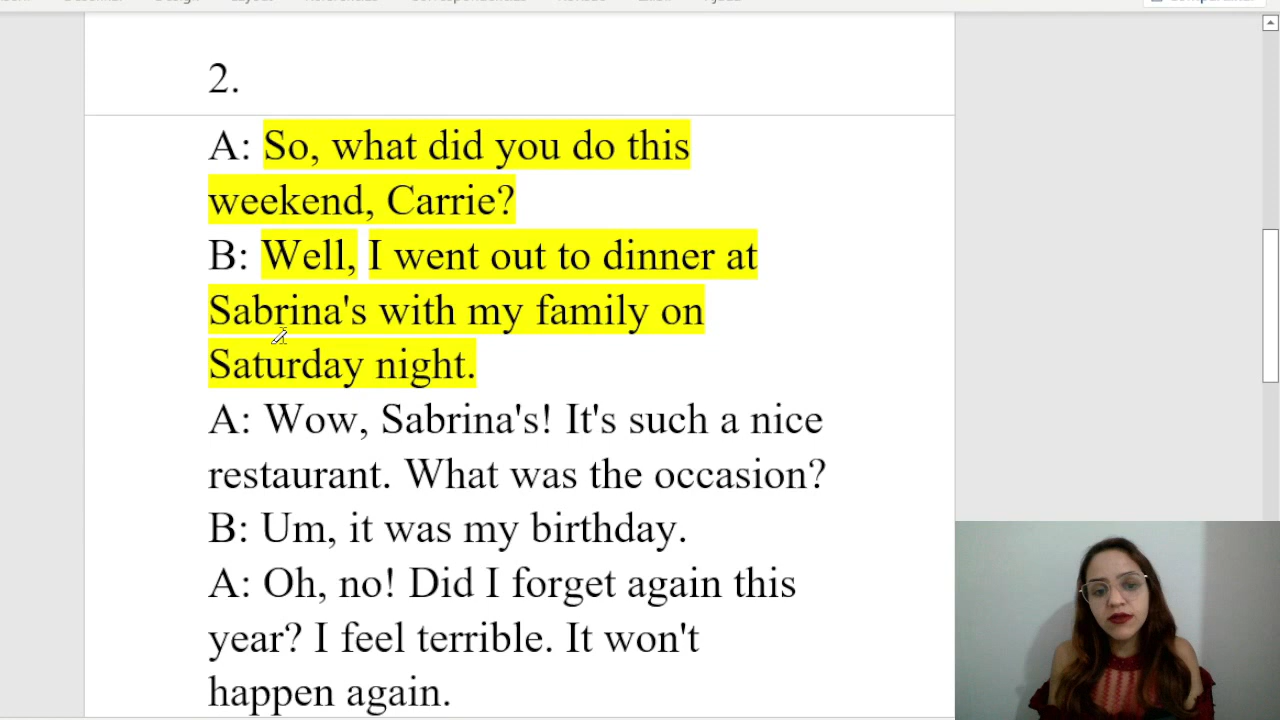 2.
A: So, what did you do this
weekend, Carrie?
B: Well, I went out to dinner at
Sabrina's with my family on
Saturday night.
A: Wow, Sabrina's! It's such a nice
restaurant. What was the occasion?
B: Um, it was my birthday.
A: Oh, no! Did I forget again this
year? I feel terrible. It won't
happen again.